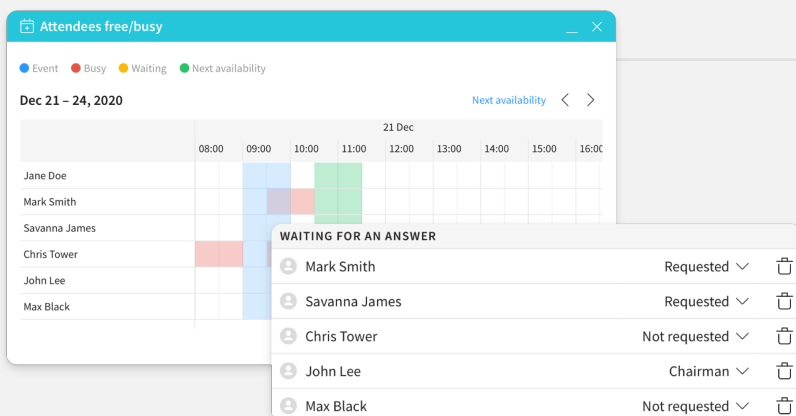 Attendees free/busy
Event Busy Waiting Next availability
Dec 21 – 24, 2020 Next availability
21 Dec
08:00 09:00 10:00 11:00 12:00 13:00 14:00 15:00 16:00
Jane Doe
Mark Smith
Savanna James
Chris Tower
John Lee
Max Black
WAITING FOR AN ANSWER
Mark Smith Requested
Savanna James Requested
Chris Tower Not requested
John Lee Chairman
Max Black Not requested